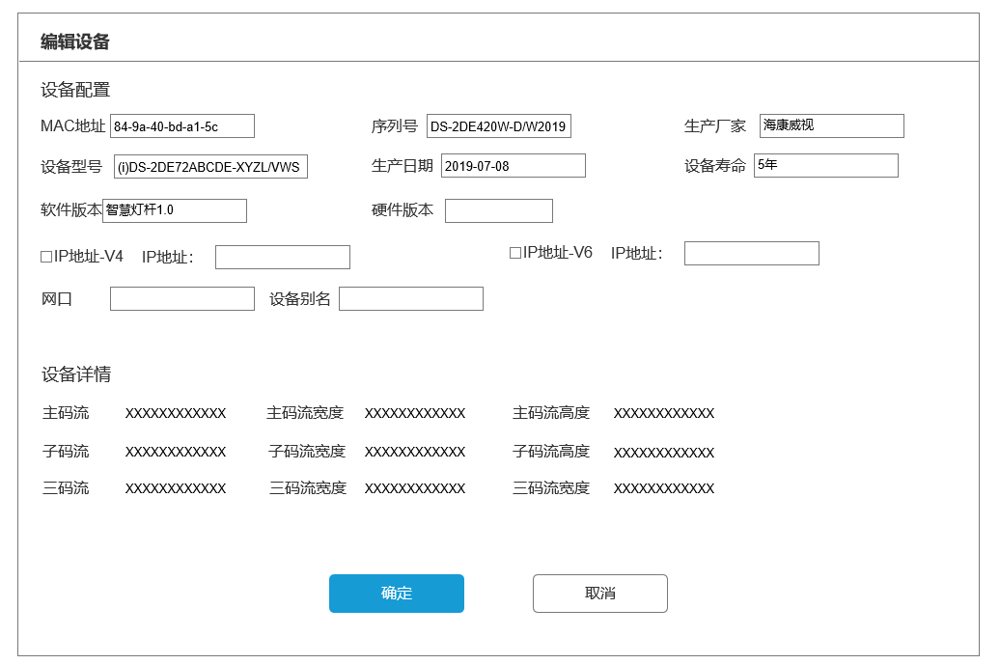 编辑设备
设备配置
MAC地址 84-9a-40-bd-a1-5c 序列号 DS-2DE420W-D/W2019 生产厂家 海康威视
设备型号 (i)DS-2DE72ABCDE-XYZL/VWS 生产日期 2019-07-08 设备寿命 5年
软件版本 智慧灯杆1.0 硬件版本
IP地址-V4 IP地址： IP地址-V6 IP地址：
网口 设备别名
设备详情
主码流 XXXXXXXXXXXX 主码流宽度 XXXXXXXXXXXX 主码流高度 XXXXXXXXXXXX
子码流 XXXXXXXXXXXX 子码流宽度 XXXXXXXXXXXX 子码流高度 XXXXXXXXXXXX
三码流 XXXXXXXXXXXX 三码流宽度 XXXXXXXXXXXX 三码流高度 XXXXXXXXXXXX
确定 取消